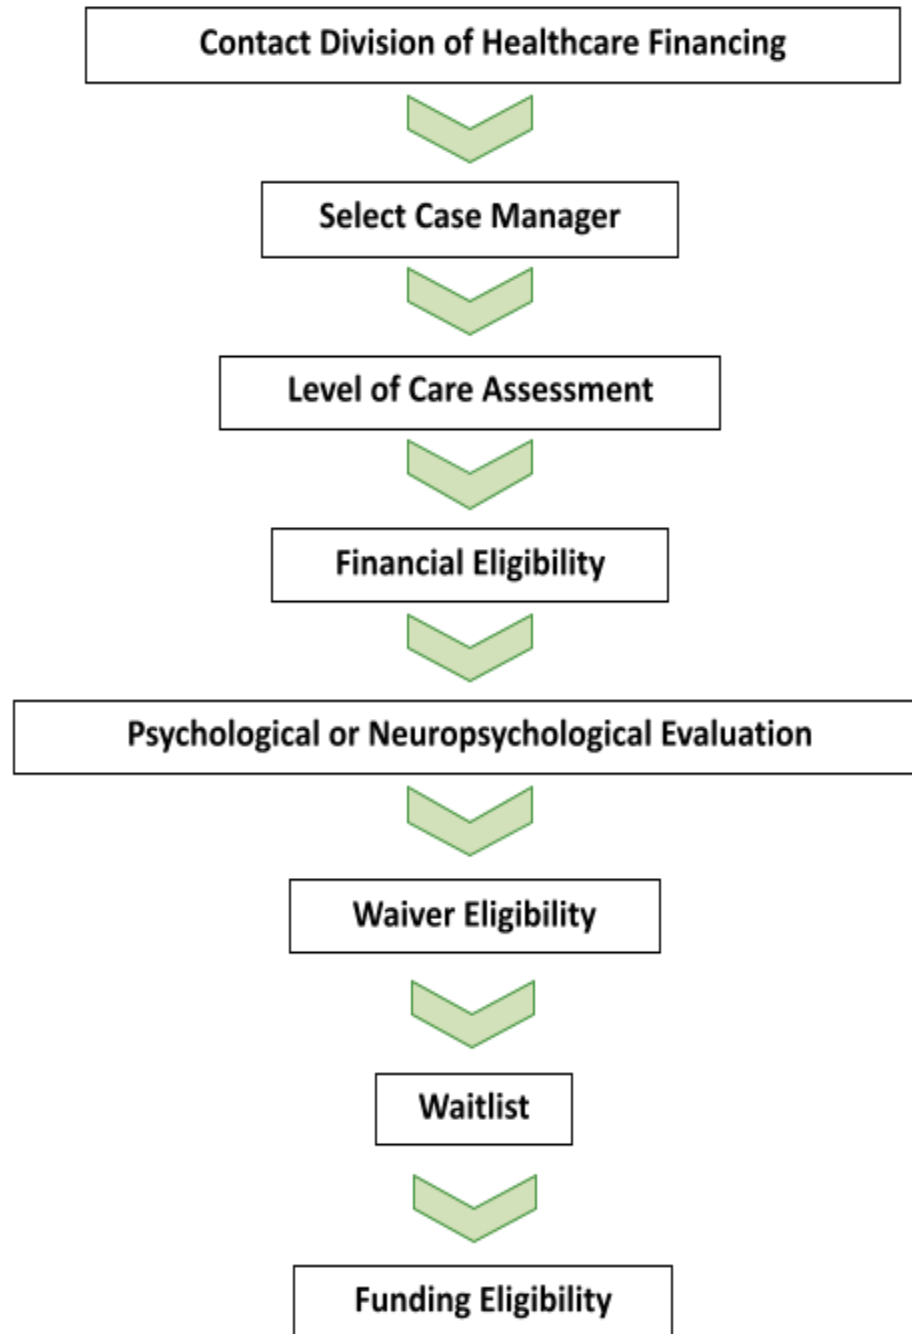 Contact Division of Healthcare Financing
Select Case Manager
Level of Care Assessment
Financial Eligibility
Psychological or Neuropsychological Evaluation
Waiver Eligibility
Waitlist
Funding Eligibility